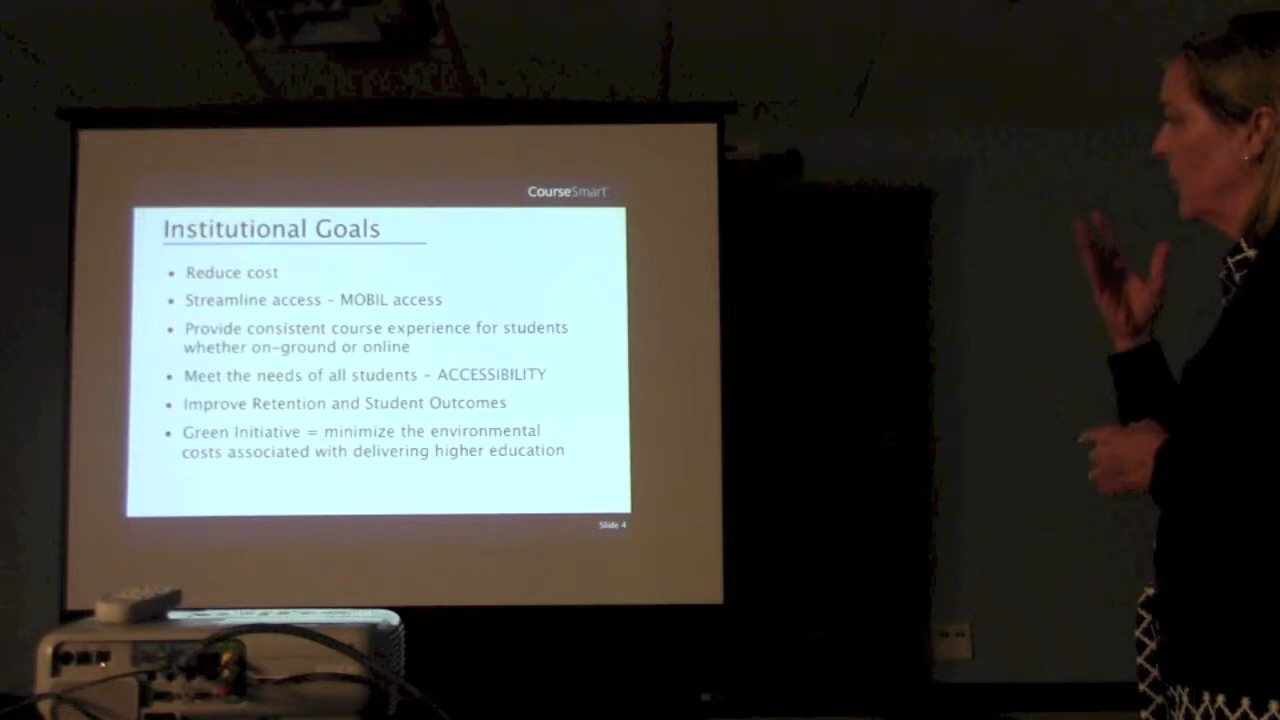 CourseSmart
Institutional Goals
• Reduce cost
• Streamline access - MOBIL access
• Provide consistent course experience for students
whether on-ground or online
• Meet the needs of all students - ACCESSIBILITY
• Improve Retention and Student Outcomes
• Green Initiative = minimize the environmental
costs associated with delivering higher education
Slide 4